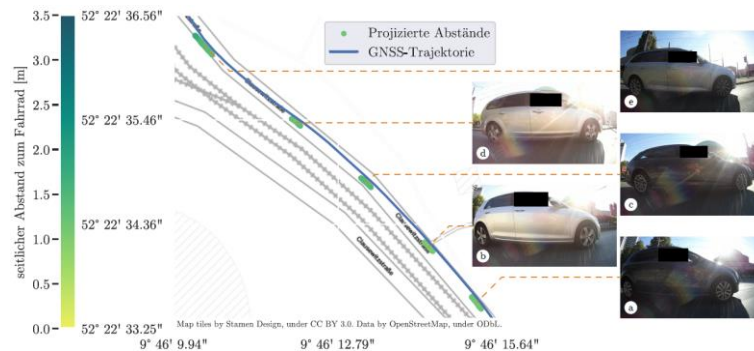 seitlicher Abstand zum Fahrrad [m]
3.5
3.0
2.5
2.0
1.5
1.0
0.5
0.0
52° 22' 36.56"
52° 22' 35.46"
52° 22' 34.36"
52° 22' 33.25"
Projizierte Abstände
GNSS-Trajektorie
e
d
c
b
a
Clausewitzstraße
Map tiles by Stamen Design, under CC BY 3.0. Data by OpenStreetMap, under ODbL.
9° 46' 9.94"
9° 46' 12.79"
9° 46' 15.64"